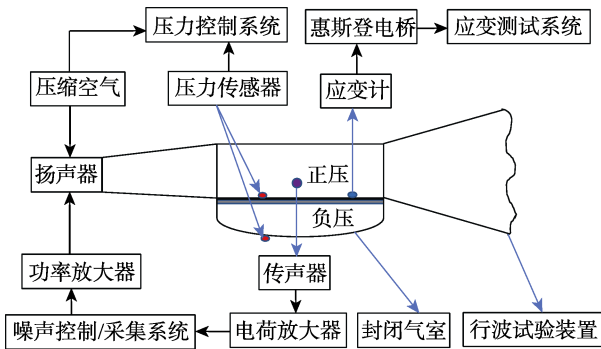 压力控制系统
惠斯登电桥
应变测试系统
压缩空气
压力传感器
应变计
扬声器
正压
负压
功率放大器
传声器
噪声控制/采集系统
电荷放大器
封闭气室
行波试验装置